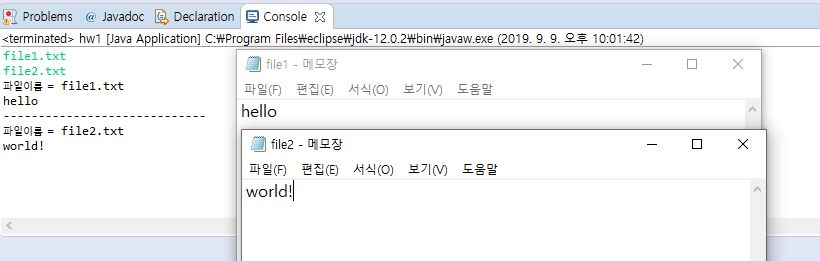 Problems @ Javadoc Declaration Console
<terminated> hw1 [Java Application] C:₩Program Files₩eclipse₩jdk-12.0.2₩bin₩javaw.exe (2019. 9. 9. 오후 10:01:42)
file1.txt
file2.txt
파일이름 = file1.txt
hello
-----------------------------
파일이름 = file2.txt
world!
file1 - 메모장
파일(F) 편집(E) 서식(O) 보기(V) 도움말
hello
file2 - 메모장
파일(F) 편집(E) 서식(O) 보기(V) 도움말
world!